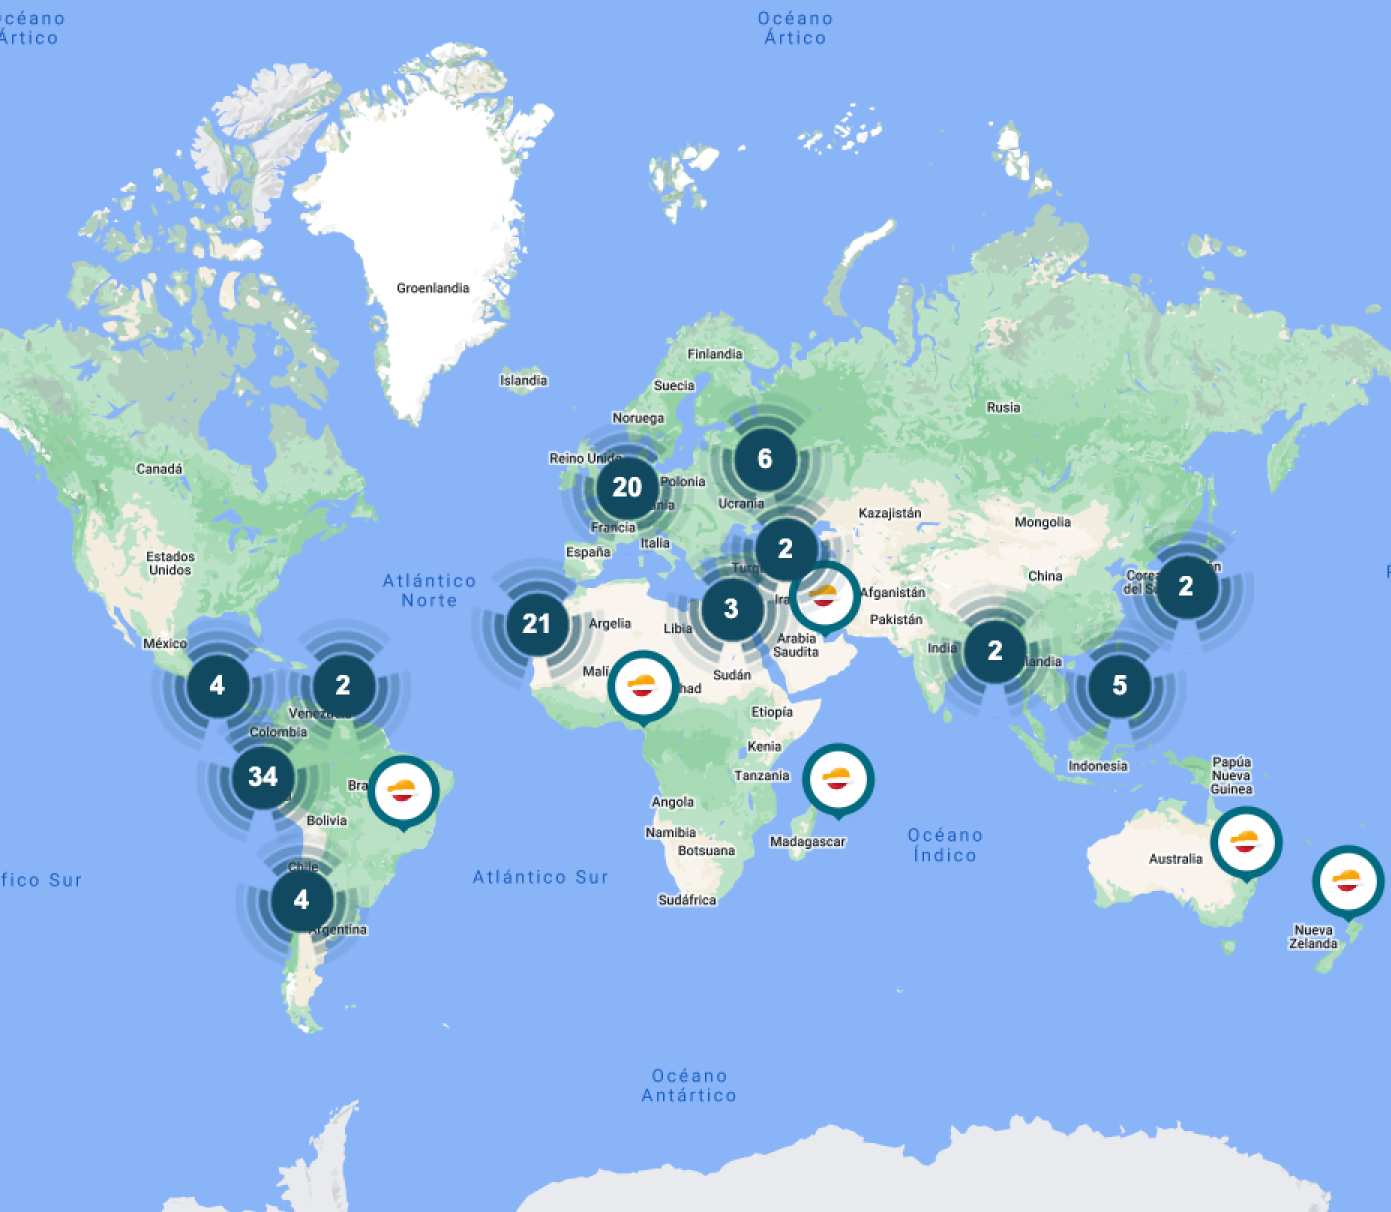 Océano
Ártico
Océano
Ártico
Groenlandia
Islandia
Finlandia
Suecia
Noruega
Rusia
Reino Unido
Canadá
6
20
Polonia
Ucrania
Francia
Kazajistán
Mongolia
Italia
España
2
Estados
Unidos
China
Atlántico
Norte
2
Afganistán
3
Pakistán
21
Argelia
Libia
Arabia
Saudita
México
India
2
Malí
Sudán
4
2
5
Etiopía
Colombia
Kenia
34
Tanzania
Indonesia
Papúa
Nueva
Guinea
Angola
Bolivia
Namibia
Botsuana
Madagascar
Océano
Índico
Australia
Chile
Atlántico Sur
fico Sur
4
Sudáfrica
Argentina
Nueva
Zelanda
Océano
Antártico